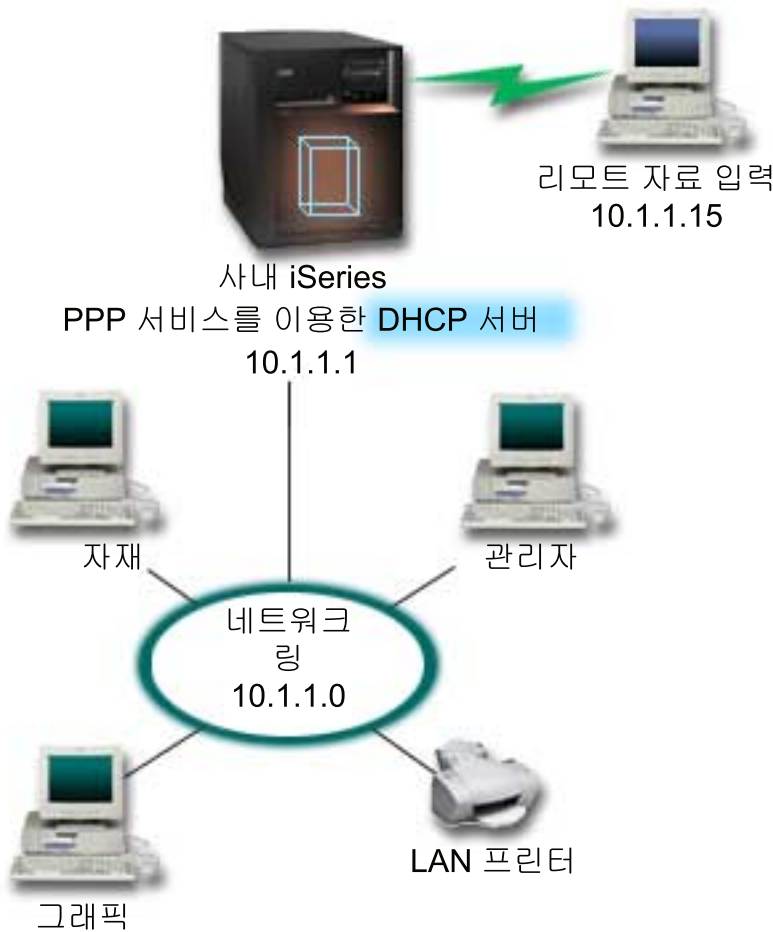 리모트 자료 입력
10.1.1.15
사내 iSeries
PPP 서비스를 이용한 DHCP 서버
10.1.1.1
자재
관리자
네트워크
링
10.1.1.0
LAN 프린터
그래픽